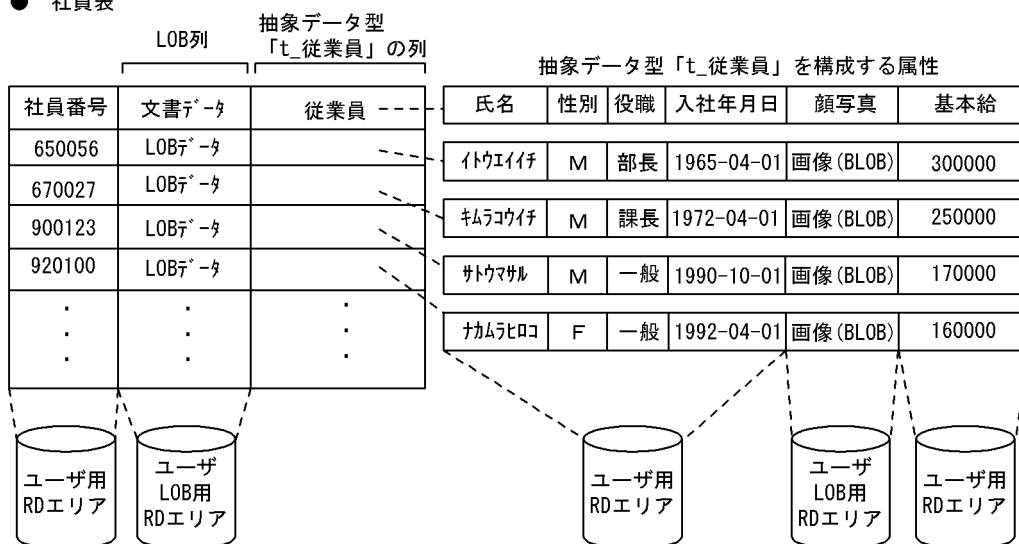 ● 社員表
LOB列
抽象データ型
「t_従業員」の列
抽象データ型「t_従業員」を構成する属性
社員番号 文書ﾃﾞｰﾀ 従業員
氏名 性別 役職 入社年月日 顔写真 基本給
650056 LOBﾃﾞｰﾀ
ｲﾄｳｴｲｲﾁ M 部長 1965-04-01 画像(BLOB) 300000
670027 LOBﾃﾞｰﾀ
ｷﾑﾗｺｳｲﾁ M 課長 1972-04-01 画像(BLOB) 250000
900123 LOBﾃﾞｰﾀ
ｻﾄｳﾏｻﾙ M 一般 1990-10-01 画像(BLOB) 170000
920100 LOBﾃﾞｰﾀ
ﾅｶﾑﾗﾋﾛｺ F 一般 1992-04-01 画像(BLOB) 160000
ユーザ用
RDエリア
ユーザ
LOB用
RDエリア
ユーザ用
RDエリア
ユーザ
LOB用
RDエリア
ユーザ用
RDエリア